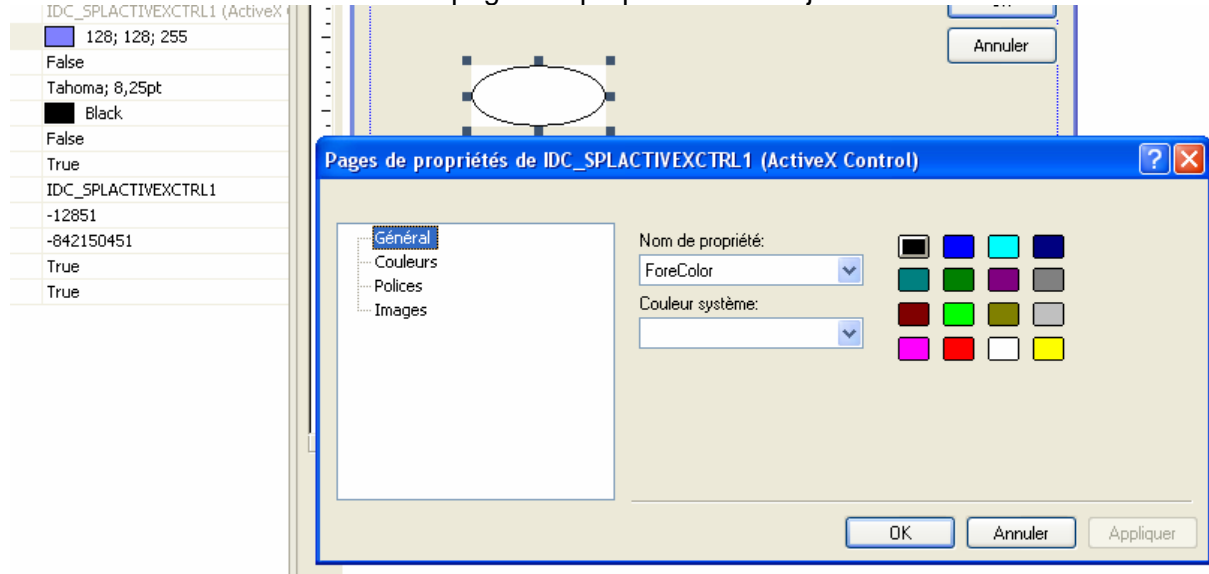 IDC_SPLACTIVEXCTRL1 (ActiveX
128; 128; 255
False
Tahoma; 8,25pt
Black
False
True
IDC_SPLACTIVEXCTRL1
-12851
-842150451
True
True
Annuler
Pages de propriétés de IDC_SPLACTIVEXCTRL1 (ActiveX Control)
Général
Couleurs
Polices
Images
Nom de propriété:
ForeColor
Couleur système:
OK
Annuler
Appliquer